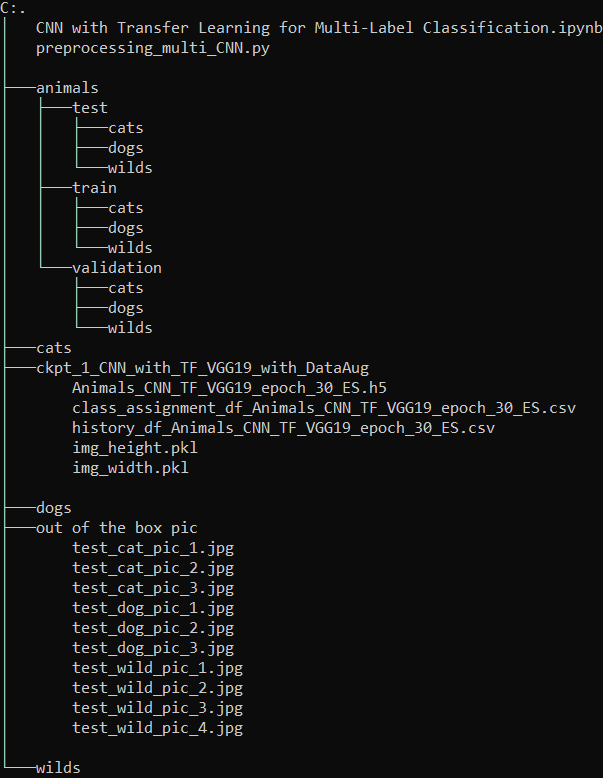 C:.
CNN with Transfer Learning for Multi-Label Classification.ipynb
preprocessing_multi_CNN.py
animals
test
cats
dogs
wilds
train
cats
dogs
wilds
validation
cats
dogs
wilds
cats
ckpt_1_CNN_with_TF_VGG19_with_DataAug
Animals_CNN_TF_VGG19_epoch_30_ES.h5
class_assignment_df_Animals_CNN_TF_VGG19_epoch_30_ES.csv
history_df_Animals_CNN_TF_VGG19_epoch_30_ES.csv
img_height.pkl
img_width.pkl
dogs
out of the box pic
test_cat_pic_1.jpg
test_cat_pic_2.jpg
test_cat_pic_3.jpg
test_dog_pic_1.jpg
test_dog_pic_2.jpg
test_dog_pic_3.jpg
test_wild_pic_1.jpg
test_wild_pic_2.jpg
test_wild_pic_3.jpg
test_wild_pic_4.jpg
wilds